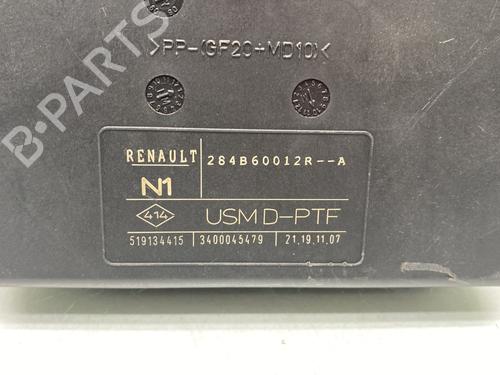 >PP-(GF20+MD10)<
RENAULT 284B60012R--A
N1
414 USM D-PTF
519134415 3400045479 21.19.11.07
B-PARTS